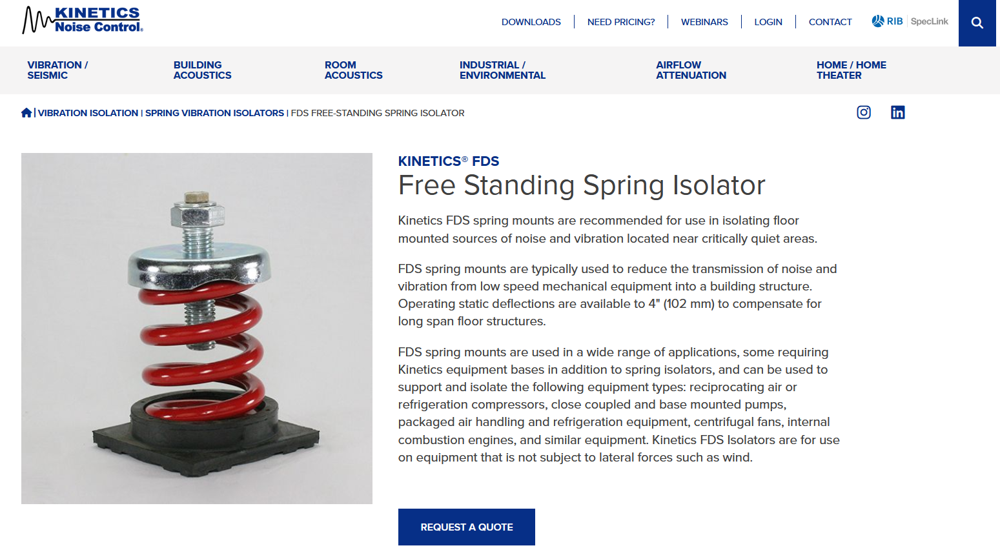 KINETICS
Noise Control®
DOWNLOADS
NEED PRICING?
WEBINARS
LOGIN
CONTACT
RIB SpecLink
VIBRATION /
SEISMIC
BUILDING
ACOUSTICS
ROOM
ACOUSTICS
INDUSTRIAL /
ENVIRONMENTAL
AIRFLOW
ATTENUATION
HOME / HOME
THEATER
| VIBRATION ISOLATION | SPRING VIBRATION ISOLATORS | FDS FREE-STANDING SPRING ISOLATOR
in
KINETICS® FDS
Free Standing Spring Isolator
Kinetics FDS spring mounts are recommended for use in isolating floor
mounted sources of noise and vibration located near critically quiet areas.
FDS spring mounts are typically used to reduce the transmission of noise and
vibration from low speed mechanical equipment into a building structure.
Operating static deflections are available to 4" (102 mm) to compensate for
long span floor structures.
FDS spring mounts are used in a wide range of applications, some requiring
Kinetics equipment bases in addition to spring isolators, and can be used to
support and isolate the following equipment types: reciprocating air or
refrigeration compressors, close coupled and base mounted pumps,
packaged air handling and refrigeration equipment, centrifugal fans, internal
combustion engines, and similar equipment. Kinetics FDS Isolators are for use
on equipment that is not subject to lateral forces such as wind.
REQUEST A QUOTE